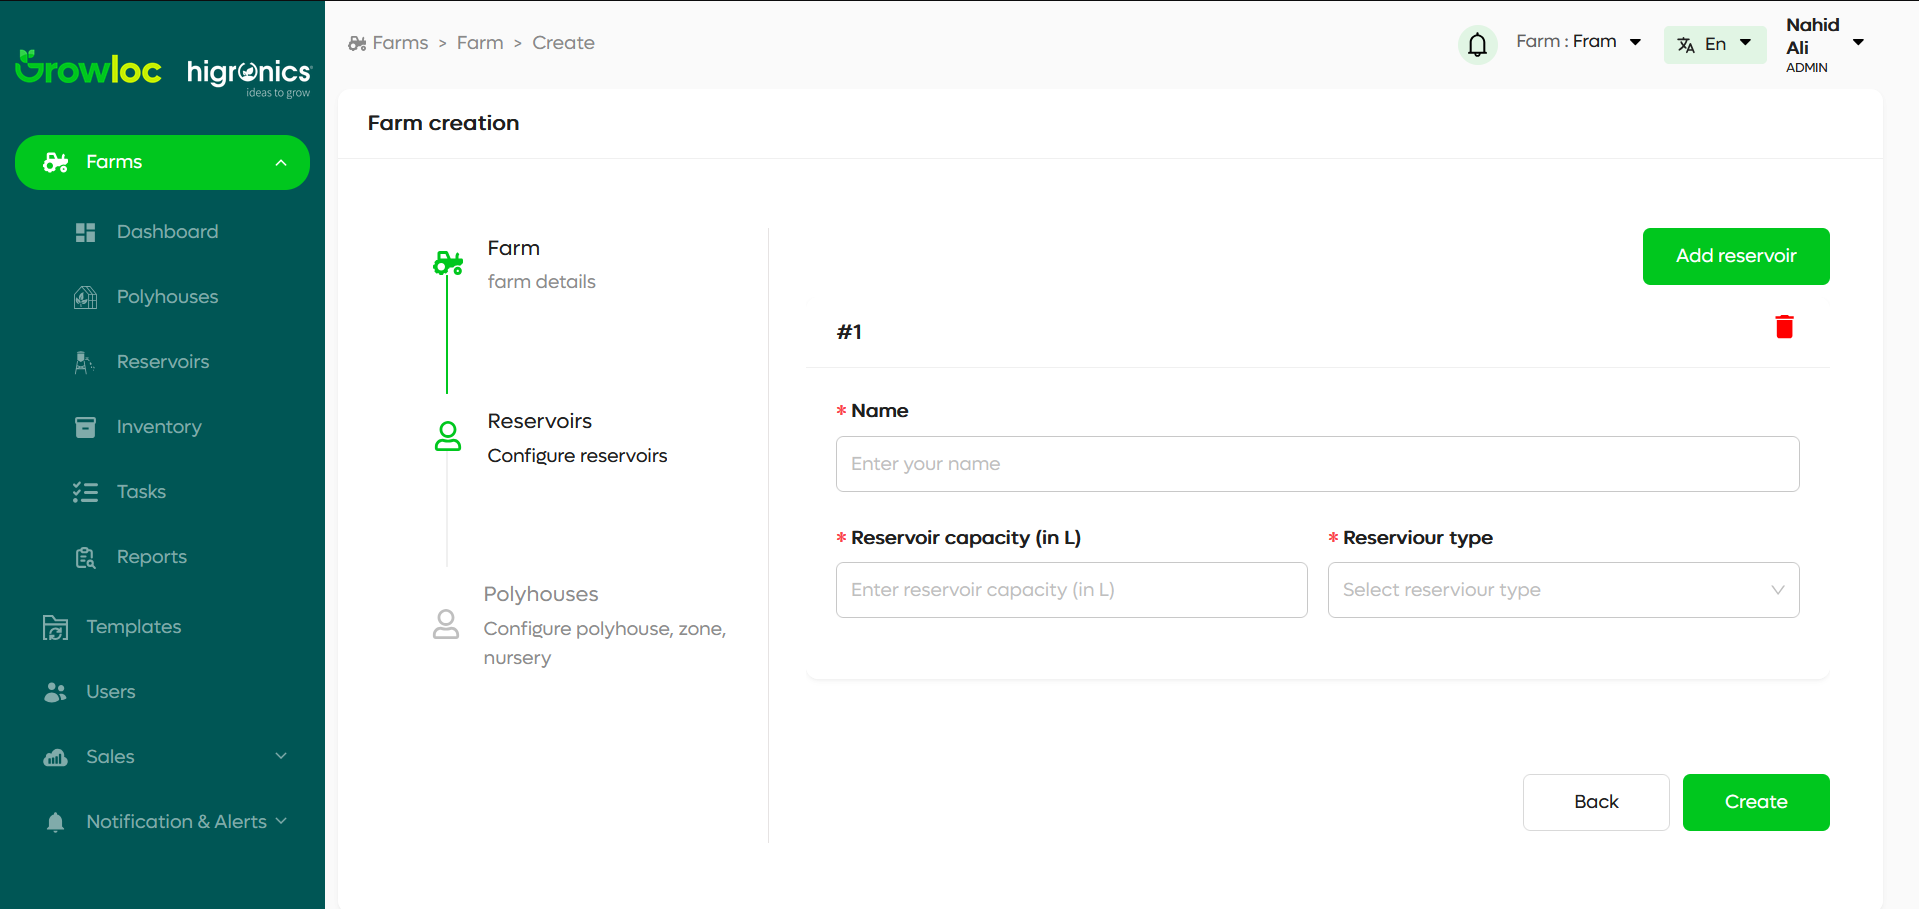 Growloc
higronics
ideas to grow
Farms
Dashboard
Polyhouses
Reservoirs
Inventory
Tasks
Reports
Templates
Users
Sales
Notification & Alerts
Farms > Farm > Create
Farm : Fram
En
Nahid
Ali
ADMIN
Farm creation
Farm
farm details
Reservoirs
Configure reservoirs
Polyhouses
Configure polyhouse, zone,
nursery
Add reservoir
#1
* Name
Enter your name
* Reservoir capacity (in L)
Enter reservoir capacity (in L)
* Reserviour type
Select reserviour type
Back
Create